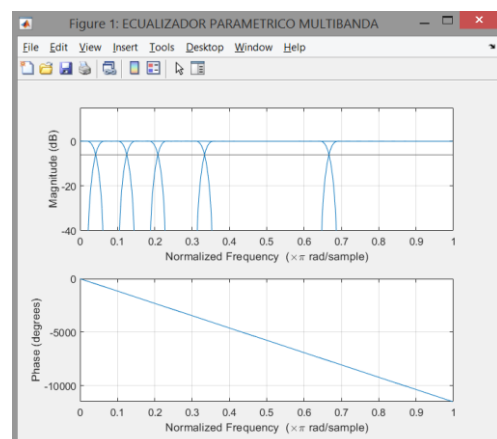 Figure 1: ECUALIZADOR PARAMETRICO MULTIBANDA
File Edit View Insert Tools Desktop Window Help
Magnitude (dB)
0
-20
-40
0 0.1 0.2 0.3 0.4 0.5 0.6 0.7 0.8 0.9 1
Normalized Frequency (×π rad/sample)
Phase (degrees)
0
-5000
-10000
0 0.1 0.2 0.3 0.4 0.5 0.6 0.7 0.8 0.9 1
Normalized Frequency (×π rad/sample)